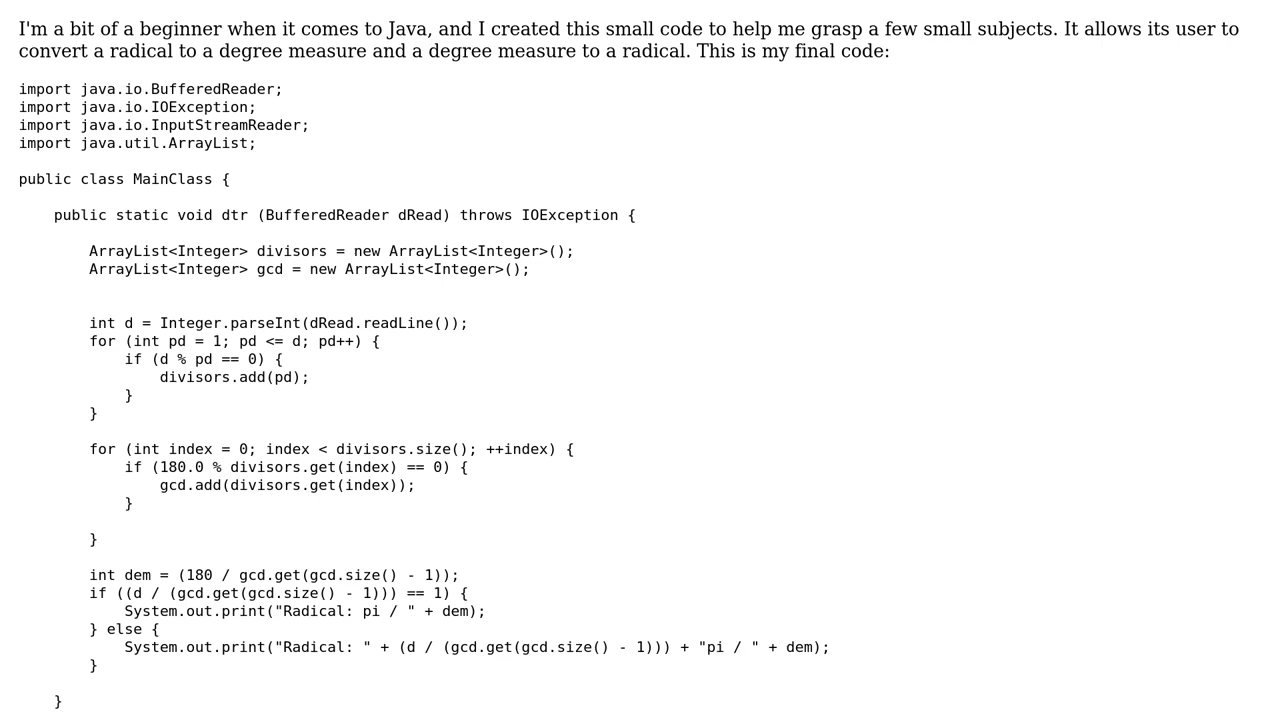 I'm a bit of a beginner when it comes to Java, and I created this small code to help me grasp a few small subjects. It allows its user to
convert a radical to a degree measure and a degree measure to a radical. This is my final code:
import java.io.BufferedReader;
import java.io.IOException;
import java.io.InputStreamReader;
import java.util.ArrayList;

public class MainClass {

    public static void dtr (BufferedReader dRead) throws IOException {

        ArrayList<Integer> divisors = new ArrayList<Integer>();
        ArrayList<Integer> gcd = new ArrayList<Integer>();


        int d = Integer.parseInt(dRead.readLine());
        for (int pd = 1; pd <= d; pd++) {
            if (d % pd == 0) {
                divisors.add(pd);
            }
        }

        for (int index = 0; index < divisors.size(); ++index) {
            if (180.0 % divisors.get(index) == 0) {
                gcd.add(divisors.get(index));
            }

        }

        int dem = (180 / gcd.get(gcd.size() - 1));
        if ((d / (gcd.get(gcd.size() - 1))) == 1) {
            System.out.print("Radical: pi / " + dem);
        } else {
            System.out.print("Radical: " + (d / (gcd.get(gcd.size() - 1))) + "pi / " + dem);
        }

    }